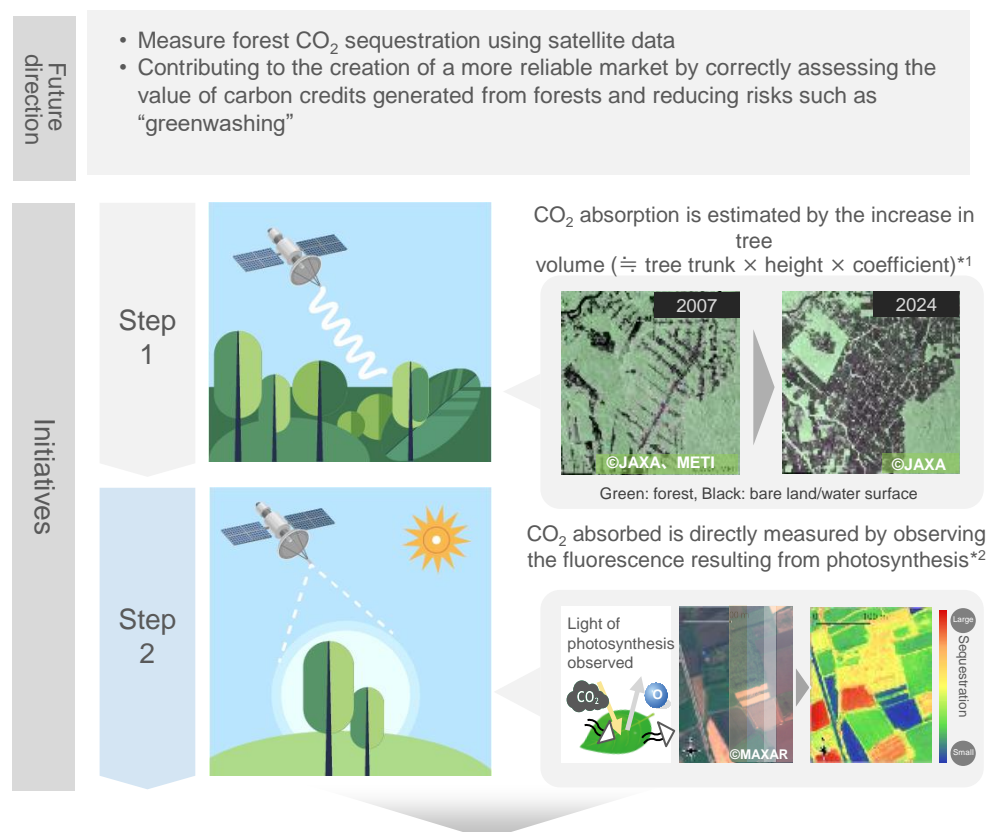 Future
direction
• Measure forest CO₂ sequestration using satellite data
• Contributing to the creation of a more reliable market by correctly assessing the
value of carbon credits generated from forests and reducing risks such as
“greenwashing”
Initiatives
Step
1
CO₂ absorption is estimated by the increase in
tree
volume (≒ tree trunk × height × coefficient)*1
2007
2024
©JAXA、METI
©JAXA
Green: forest, Black: bare land/water surface
Step
2
CO₂ absorbed is directly measured by observing
the fluorescence resulting from photosynthesis*2
Light of
photosynthesis
observed
CO₂
O
©MAXAR
Large
Sequestration
Small